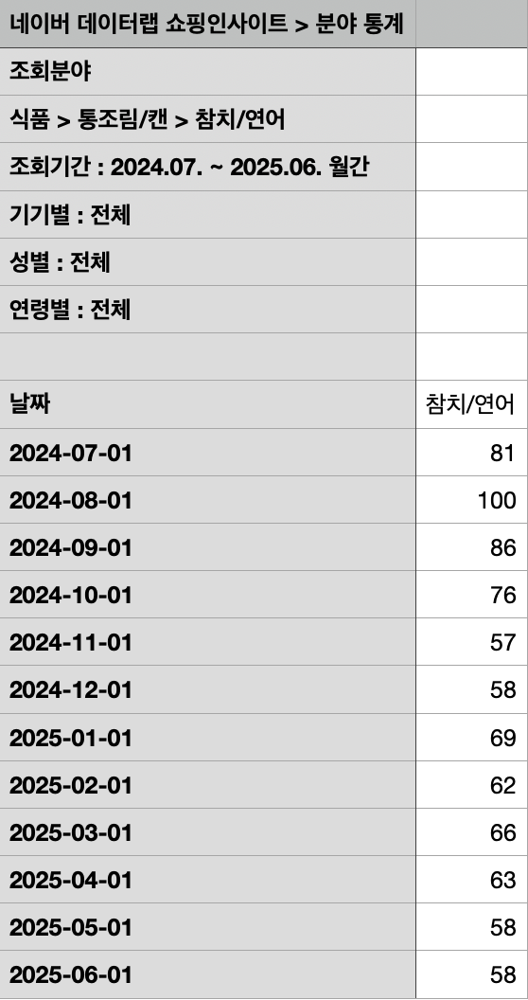 네이버 데이터랩 쇼핑인사이트 > 분야 통계
조회분야
식품 > 통조림/캔 > 참치/연어
조회기간 : 2024.07. ~ 2025.06. 월간
기기별 : 전체
성별 : 전체
연령별 : 전체
날짜 참치/연어
2024-07-01 81
2024-08-01 100
2024-09-01 86
2024-10-01 76
2024-11-01 57
2024-12-01 58
2025-01-01 69
2025-02-01 62
2025-03-01 66
2025-04-01 63
2025-05-01 58
2025-06-01 58